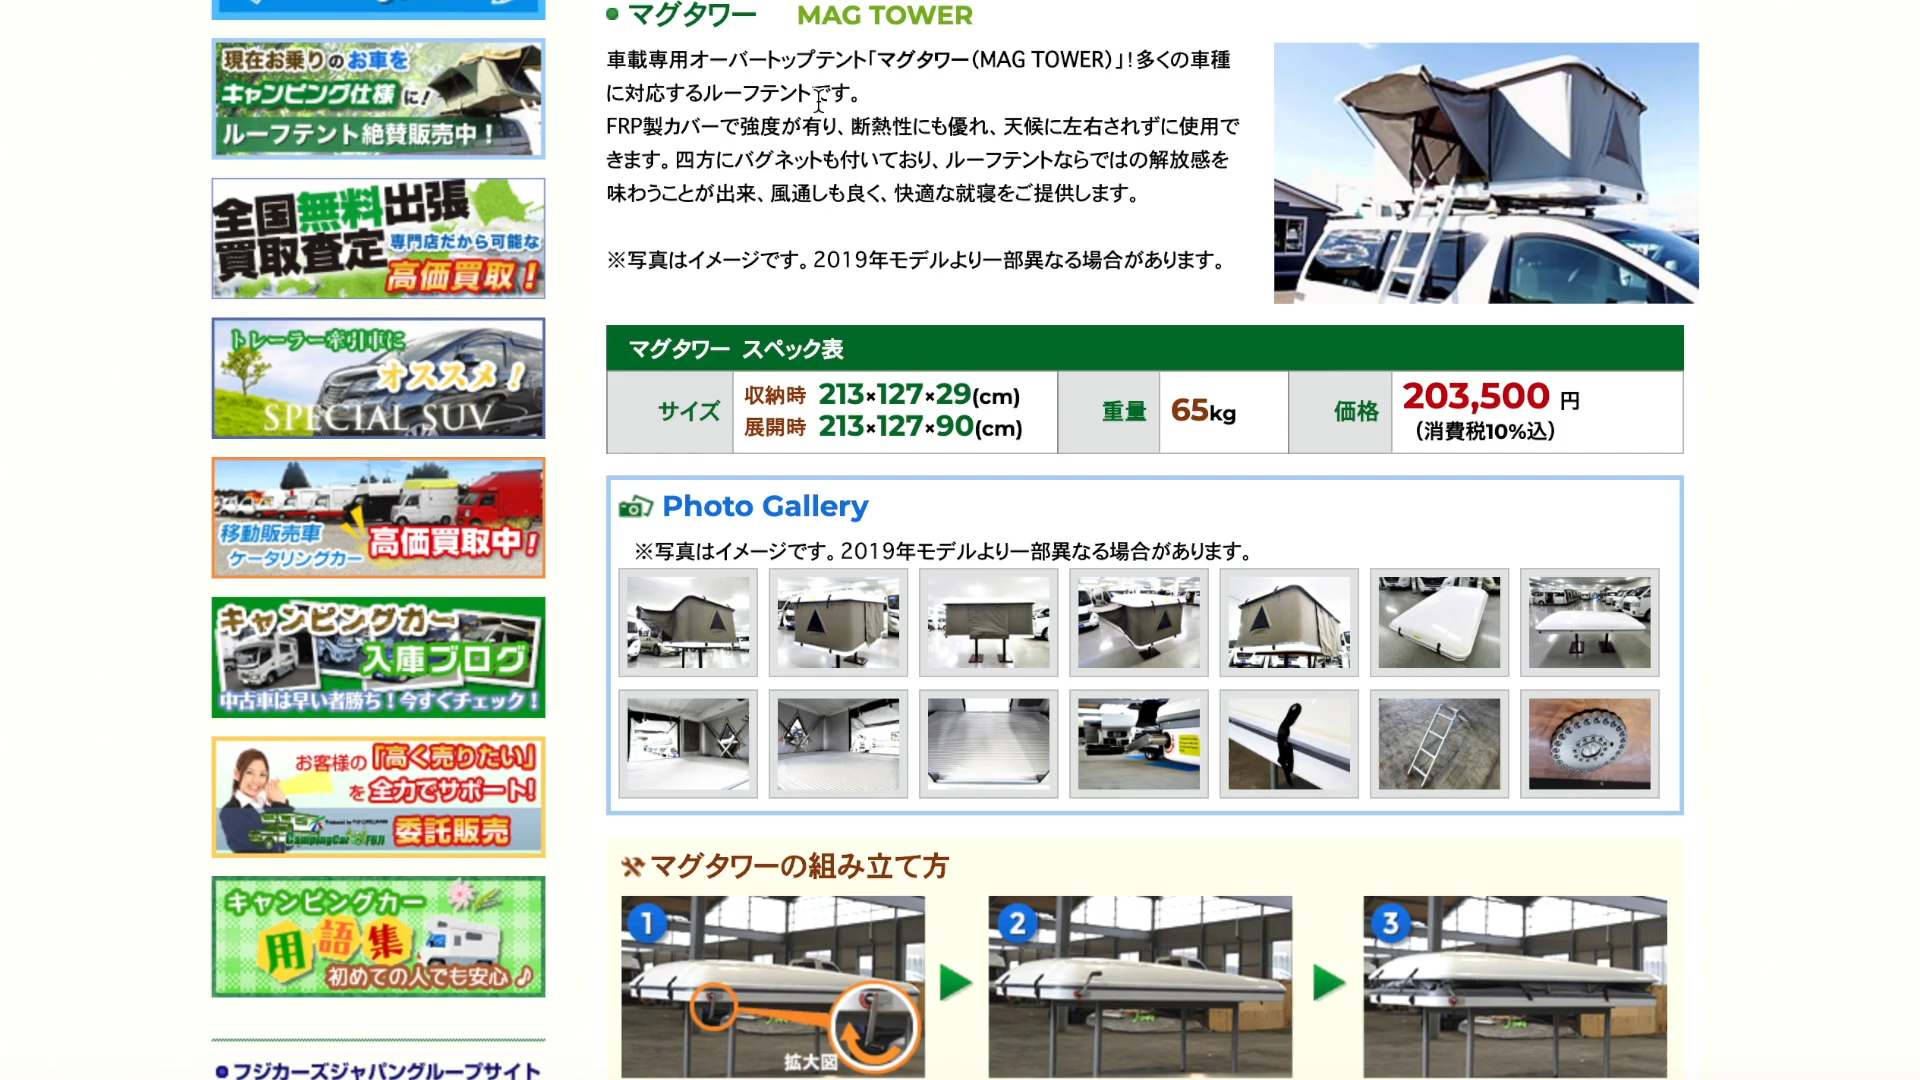 現在お乗りのお車を
キャンピング仕様に!
ルーフテント絶賛販売中!
全国無料出張
買取査定
専門店だから可能な
高価買取!
トレーラー牽引車に
オススメ!
SPECIAL SUV
移動販売車
ケータリングカー
高価買取中!
キャンピングカー
入庫ブログ
中古車は早い者勝ち!今すぐチェック!
お客様の「高く売りたい」
を全力でサポート!
CampingCar FUJI
委託販売
キャンピングカー
用語集
初めての人でも安心♪
フジカーズジャパングループサイト
マグタワー MAG TOWER
車載専用オーバートップテント「マグタワー(MAG TOWER)」!多くの車種
に対応するルーフテントです。
FRP製カバーで強度が有り、断熱性にも優れ、天候に左右されずに使用で
きます。四方にバグネットも付いており、ルーフテントならではの解放感を
味わうことが出来、風通しも良く、快適な就寝をご提供します。
※写真はイメージです。2019年モデルより一部異なる場合があります。
マグタワー スペック表
サイズ
収納時 213×127×29(cm)
展開時 213×127×90(cm)
重量
65kg
価格
203,500 円
(消費税10%込)
Photo Gallery
※写真はイメージです。2019年モデルより一部異なる場合があります。
マグタワーの組み立て方
1
拡大図
2
3